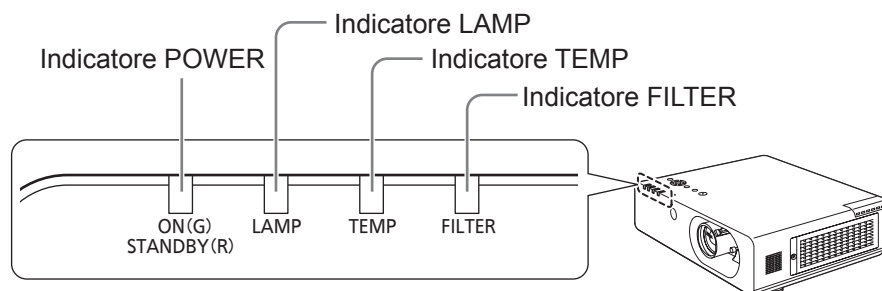 Indicatore LAMP
Indicatore POWER
Indicatore TEMP
Indicatore FILTER
ON(G)
STANDBY(R)
LAMP
TEMP
FILTER